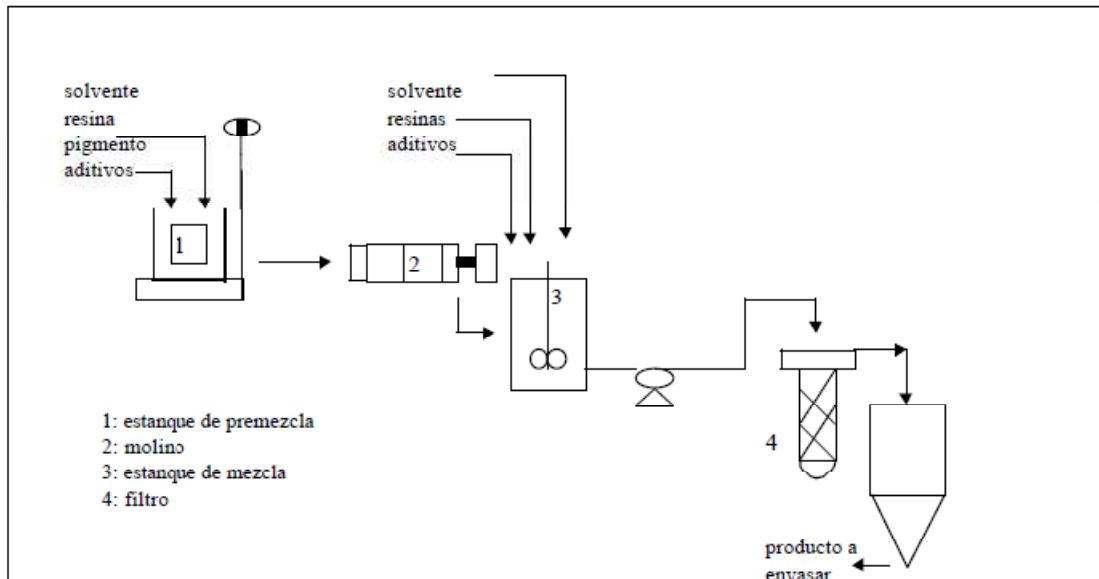 solvente
resina
pigmento
aditivos
solvente
resinas
aditivos
1
2
3
4
1: estanque de premezcla
2: molino
3: estanque de mezcla
4: filtro
producto a
envasar